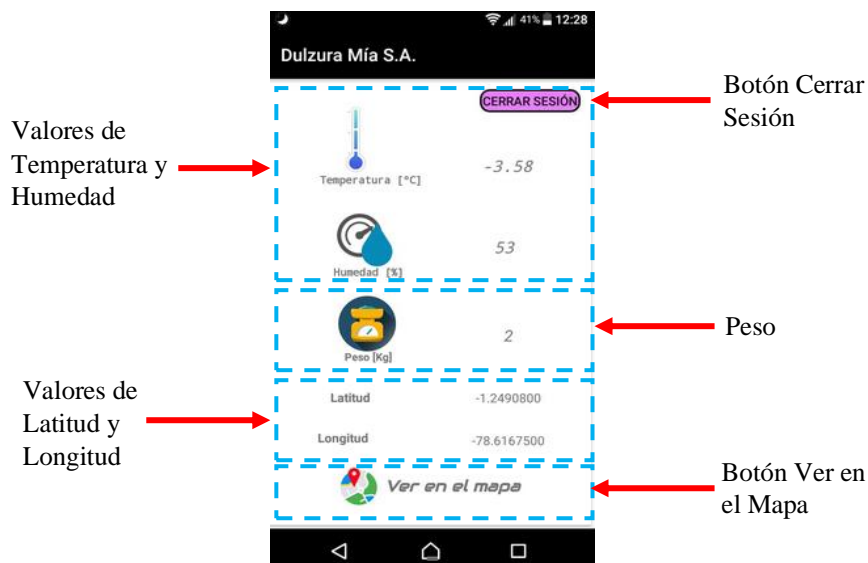 41% 12:28
Dulzura Mía S.A.
CERRAR SESIÓN
Botón Cerrar
Sesión
Valores de
Temperatura y
Humedad
Temperatura [°C]
-3.58
Humedad [%]
53
Peso [Kg]
2
Peso
Valores de
Latitud y
Longitud
Latitud
-1.2490800
Longitud
-78.6167500
Ver en el mapa
Botón Ver en
el Mapa